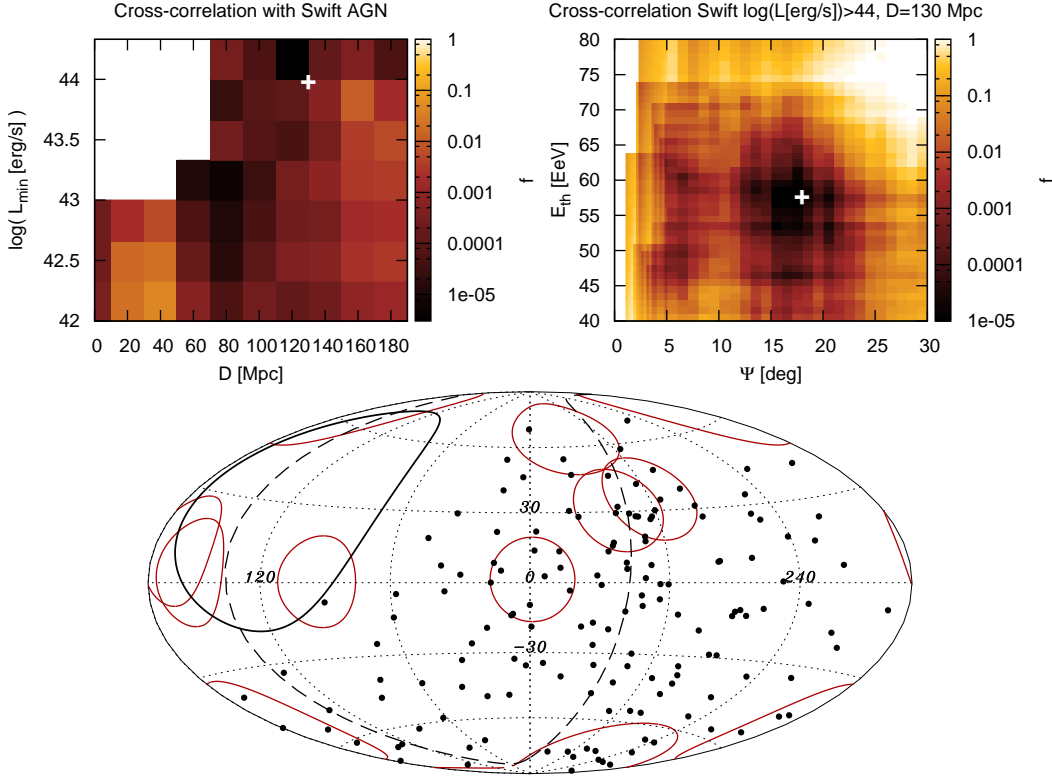 Cross-correlation with Swift AGN
log( L_min [erg/s] )
44
43.5
43
42.5
42
0 20 40 60 80 100 120 140 160 180
D [Mpc]
1
0.1
0.01
0.001
0.0001
1e-05
f
Cross-correlation Swift log(L[erg/s])>44, D=130 Mpc
E_th [EeV]
80
75
70
65
60
55
50
45
40
0 5 10 15 20 25 30
Ψ [deg]
1
0.1
0.01
0.001
0.0001
1e-05
f
30
120 0 240
-30